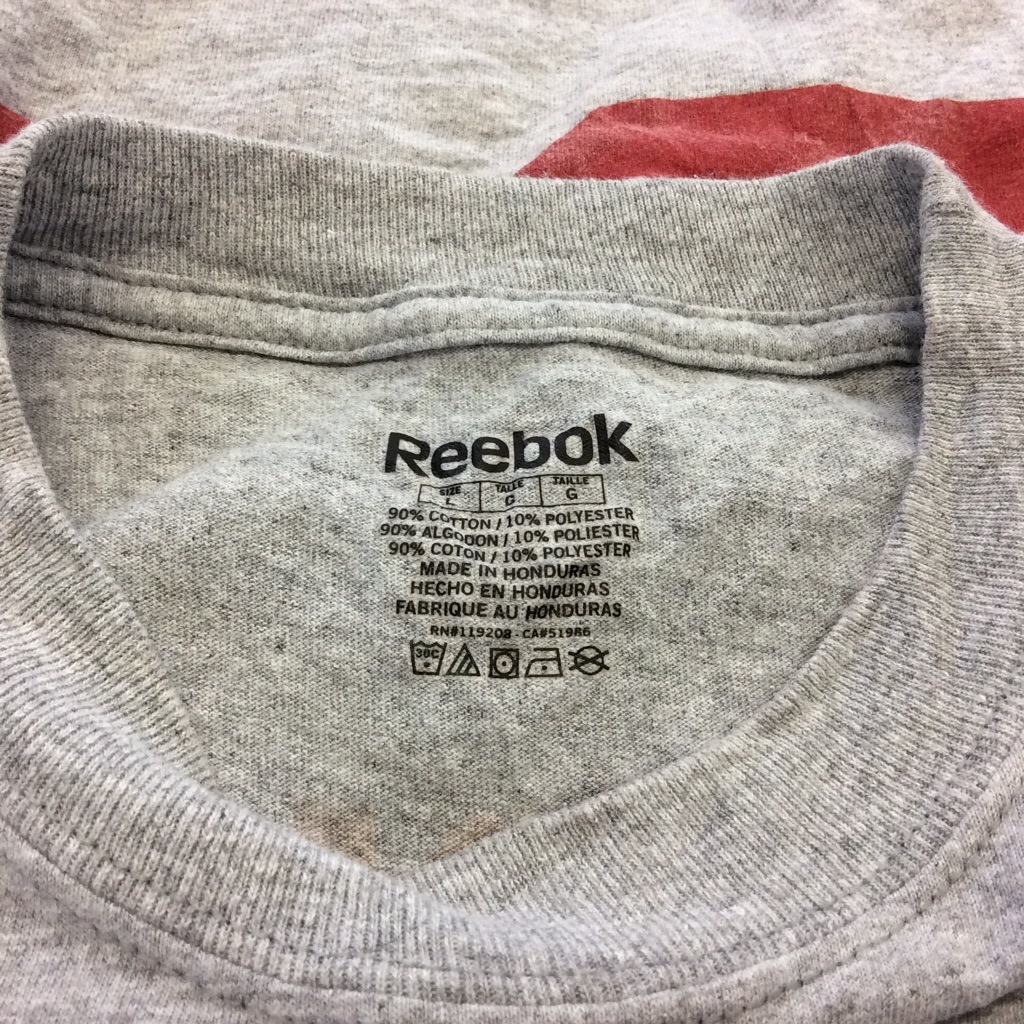 Reebok
SIZE TALLE TAILLE
L G G
90% COTTON / 10% POLYESTER
90% ALGODON / 10% POLIESTER
90% COTON / 10% POLYESTER
MADE IN HONDURAS
HECHO EN HONDURAS
FABRIQUE AU HONDURAS
RN#119208 - CA#51986
30C